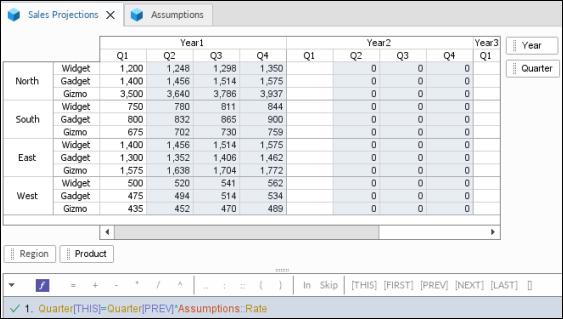 Sales Projections Assumptions
Year1 Year2 Year3
Q1 Q2 Q3 Q4 Q1 Q2 Q3 Q4 Q1
Year
Quarter
North Widget 1,200 1,248 1,298 1,350 0 0 0
Gadget 1,400 1,456 1,514 1,575 0 0 0
Gizmo 3,500 3,640 3,786 3,937 0 0 0
South Widget 750 780 811 844 0 0 0
Gadget 800 832 865 900 0 0 0
Gizmo 675 702 730 759 0 0 0
East Widget 1,400 1,456 1,514 1,575 0 0 0
Gadget 1,300 1,352 1,406 1,462 0 0 0
Gizmo 1,575 1,638 1,704 1,772 0 0 0
West Widget 500 520 541 562 0 0 0
Gadget 475 494 514 534 0 0 0
Gizmo 435 452 470 489 0 0 0
Region Product
f = + - * / ^ .. : :: ( ) In Skip [THIS] [FIRST] [PREV] [NEXT] [LAST] []
1. Quarter[THIS]=Quarter[PREV]*Assumptions::Rate